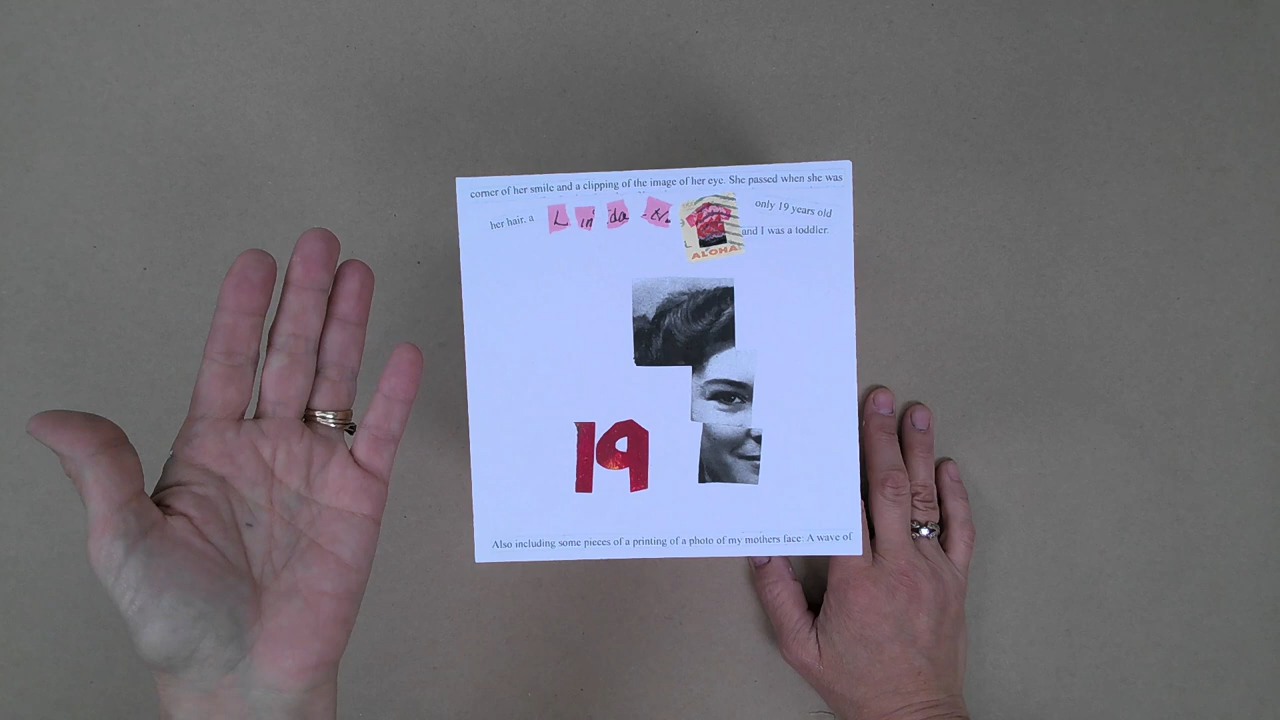 corner of her smile and a clipping of the image of her eye. She passed when she was
her hair. a Linda N. only 19 years old
and I was a toddler.
ALOHA
19
Also including some pieces of a printing of a photo of my mothers face: A wave of